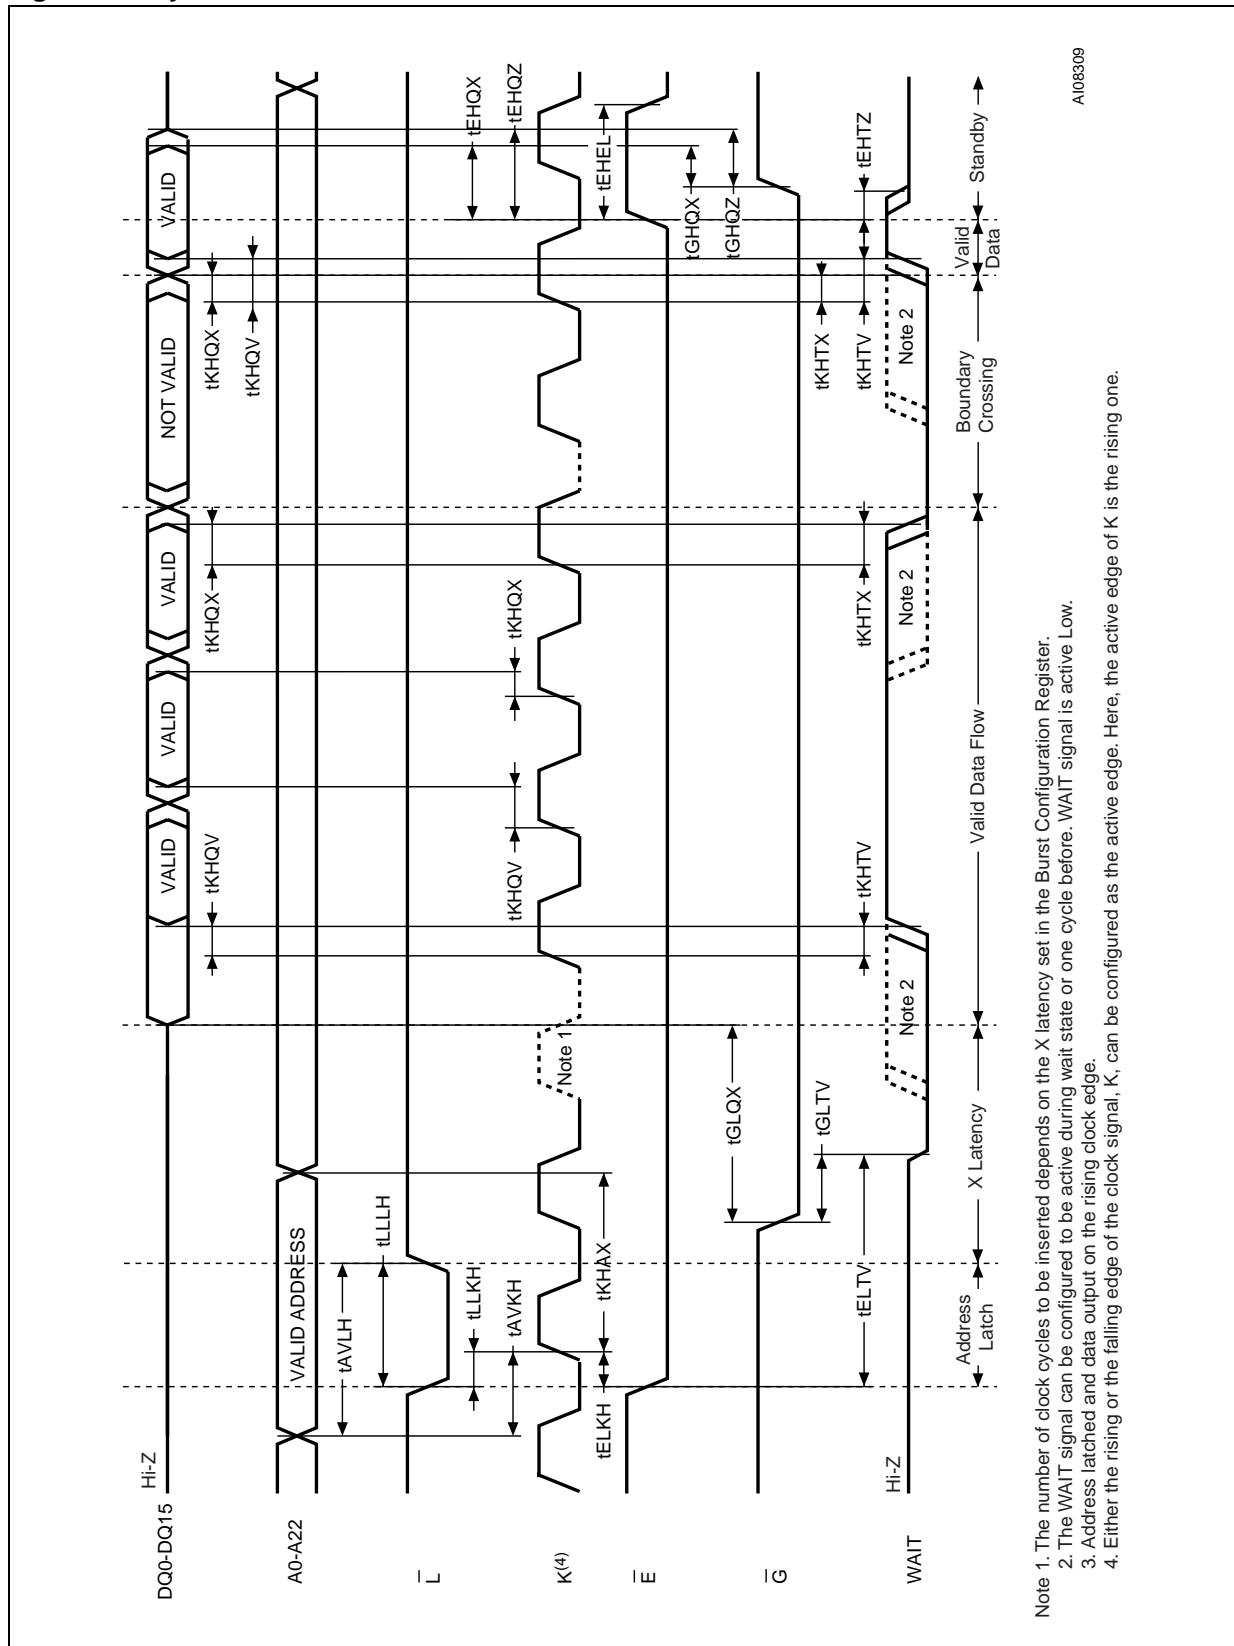 DQ0-DQ15
Hi-Z
VALID
VALID
VALID
NOT VALID
VALID
tKHQV
tKHQX
tKHQX
tKHQV
A0-A22
VALID ADDRESS
tAVLH
L
tLLLH
tLLKH
tAVKH
tKHQV
tKHQX
tEHQX
tEHQZ
K(4)
Note 1
tELKH
tKHAX
tEHEL
E
tGLQX
tGHQX
tGHQZ
G
tGLTV
tKHTX
tELTV
tKHTV
tKHTX
tKHTV
tEHTZ
WAIT
Hi-Z
Note 2
Note 2
Note 2
Address
Latch
X Latency
Valid Data Flow
Boundary
Crossing
Valid
Data
Standby
Note 1. The number of clock cycles to be inserted depends on the X latency set in the Burst Configuration Register.
2. The WAIT signal can be configured to be active during wait state or one cycle before. WAIT signal is active Low.
3. Address latched and data output on the rising clock edge.
4. Either the rising or the falling edge of the clock signal, K, can be configured as the active edge. Here, the active edge of K is the rising one.
AI08309